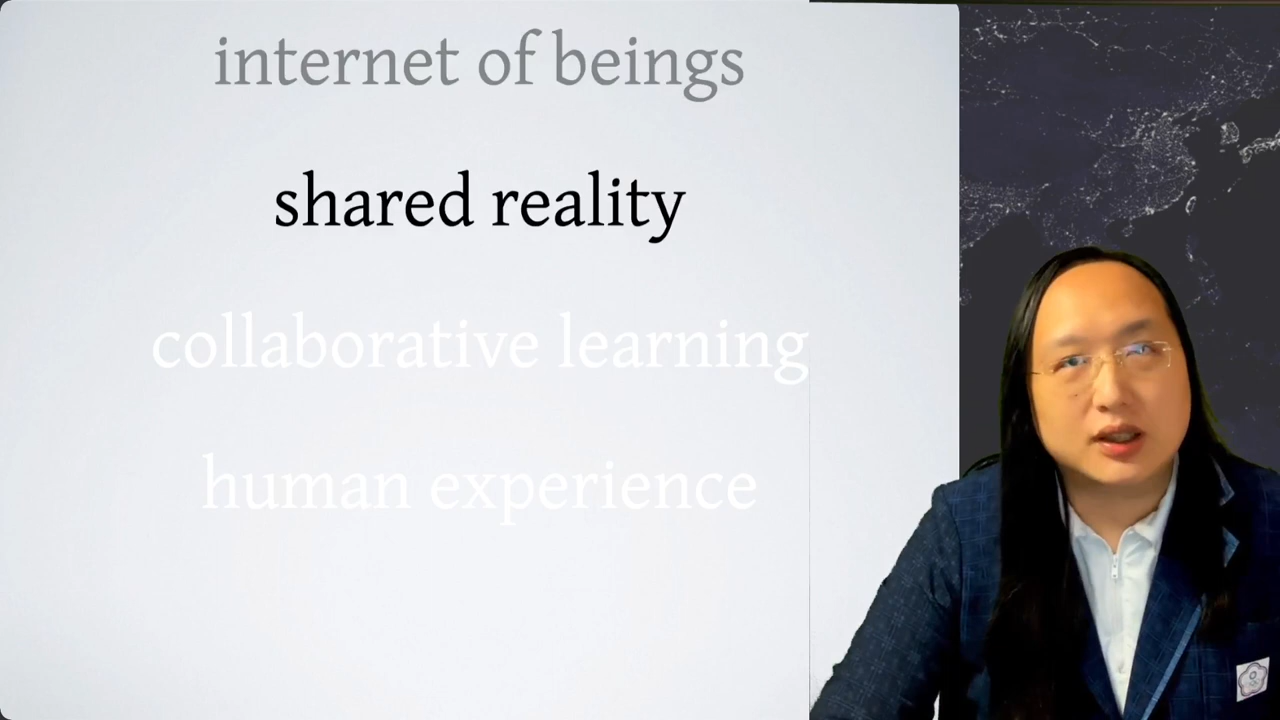 internet of beings
shared reality
collaborative learning
human experience